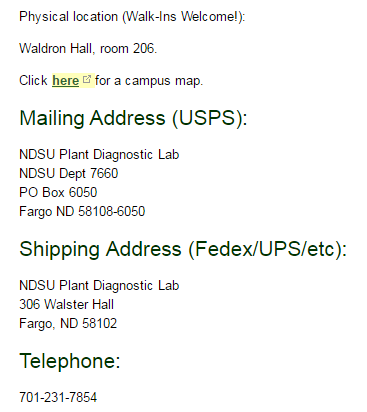 Physical location (Walk-Ins Welcome!):
Waldron Hall, room 206.
Click here for a campus map.
Mailing Address (USPS):
NDSU Plant Diagnostic Lab
NDSU Dept 7660
PO Box 6050
Fargo ND 58108-6050
Shipping Address (Fedex/UPS/etc):
NDSU Plant Diagnostic Lab
306 Walster Hall
Fargo, ND 58102
Telephone:
701-231-7854